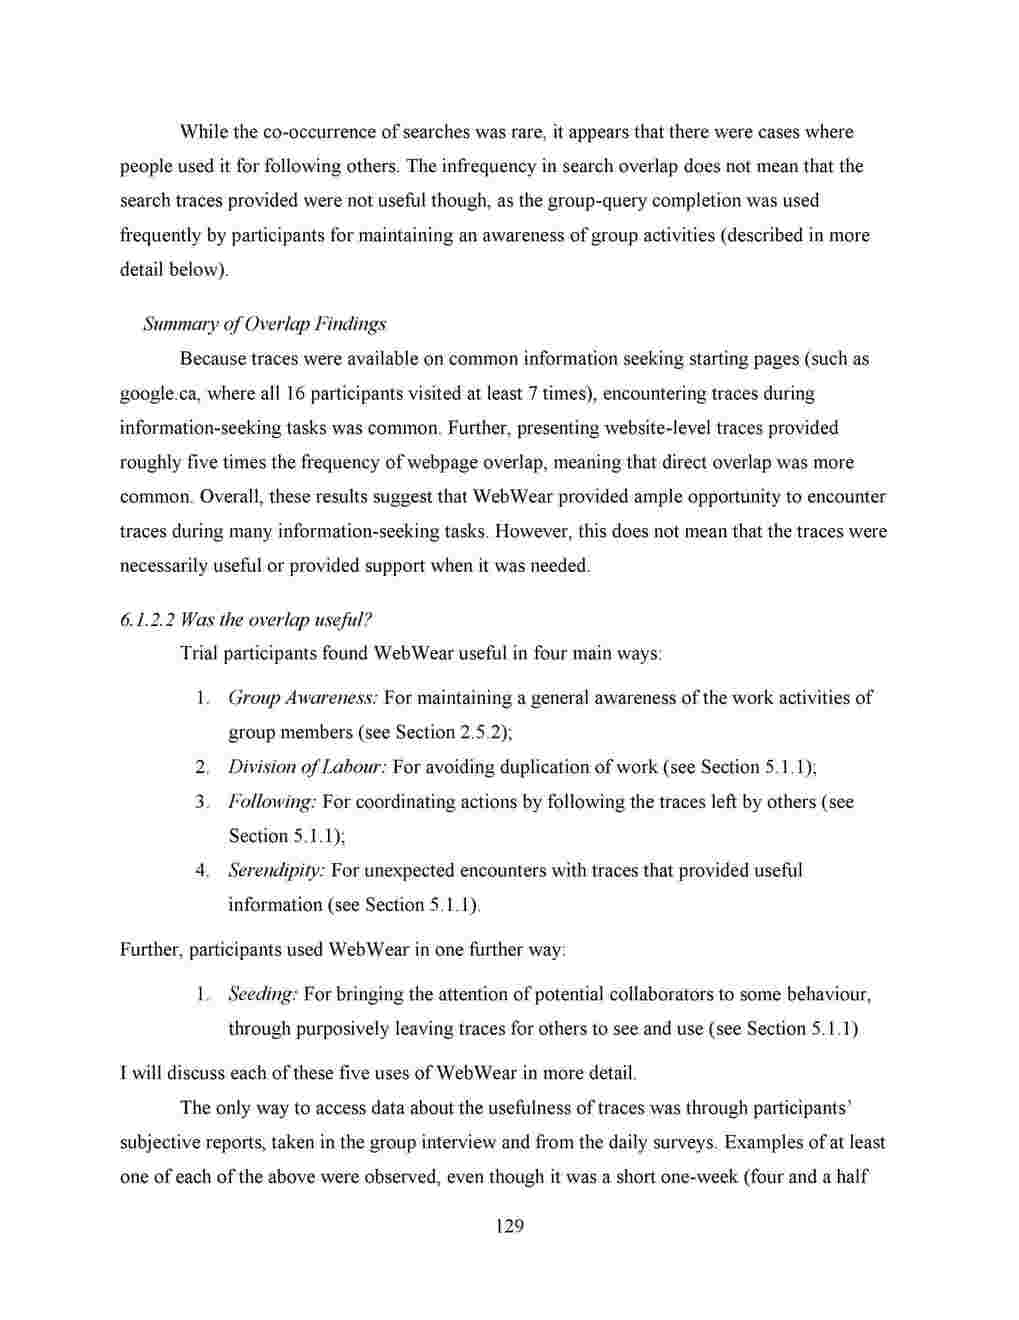 While the co-occurrence of searches was rare, it appears that there were cases where
people used it for following others. The infrequency in search overlap does not mean that the
search traces provided were not useful though, as the group-query completion was used
frequently by participants for maintaining an awareness of group activities (described in more
detail below).
Summary of Overlap Findings
Because traces were available on common information seeking starting pages (such as
google.ca, where all 16 participants visited at least 7 times), encountering traces during
information-seeking tasks was common. Further, presenting website-level traces provided
roughly five times the frequency of webpage overlap, meaning that direct overlap was more
common. Overall, these results suggest that WebWear provided ample opportunity to encounter
traces during many information-seeking tasks. However, this does not mean that the traces were
necessarily useful or provided support when it was needed.
6.1.2.2 Was the overlap useful?
Trial participants found WebWear useful in four main ways:
1. Group Awareness: For maintaining a general awareness of the work activities of
group members (see Section 2.5.2);
2. Division of Labour: For avoiding duplication of work (see Section 5.1.1);
3. Following: For coordinating actions by following the traces left by others (see
Section 5.1.1);
4. Serendipity: For unexpected encounters with traces that provided useful
information (see Section 5.1.1).
Further, participants used WebWear in one further way:
1. Seeding: For bringing the attention of potential collaborators to some behaviour,
through purposively leaving traces for others to see and use (see Section 5.1.1)
I will discuss each of these five uses of WebWear in more detail.
The only way to access data about the usefulness of traces was through participants’
subjective reports, taken in the group interview and from the daily surveys. Examples of at least
one of each of the above were observed, even though it was a short one-week (four and a half
129